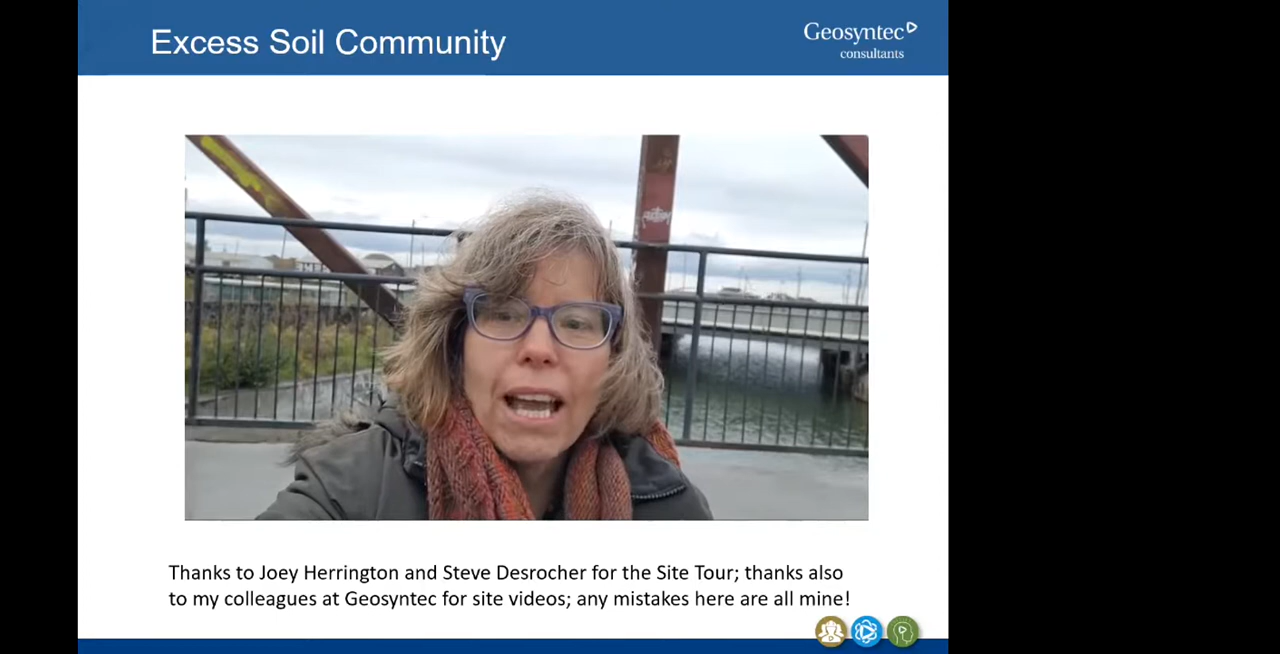 Excess Soil Community
Geosyntec
consultants
Thanks to Joey Herrington and Steve Desrocher for the Site Tour; thanks also
to my colleagues at Geosyntec for site videos; any mistakes here are all mine!